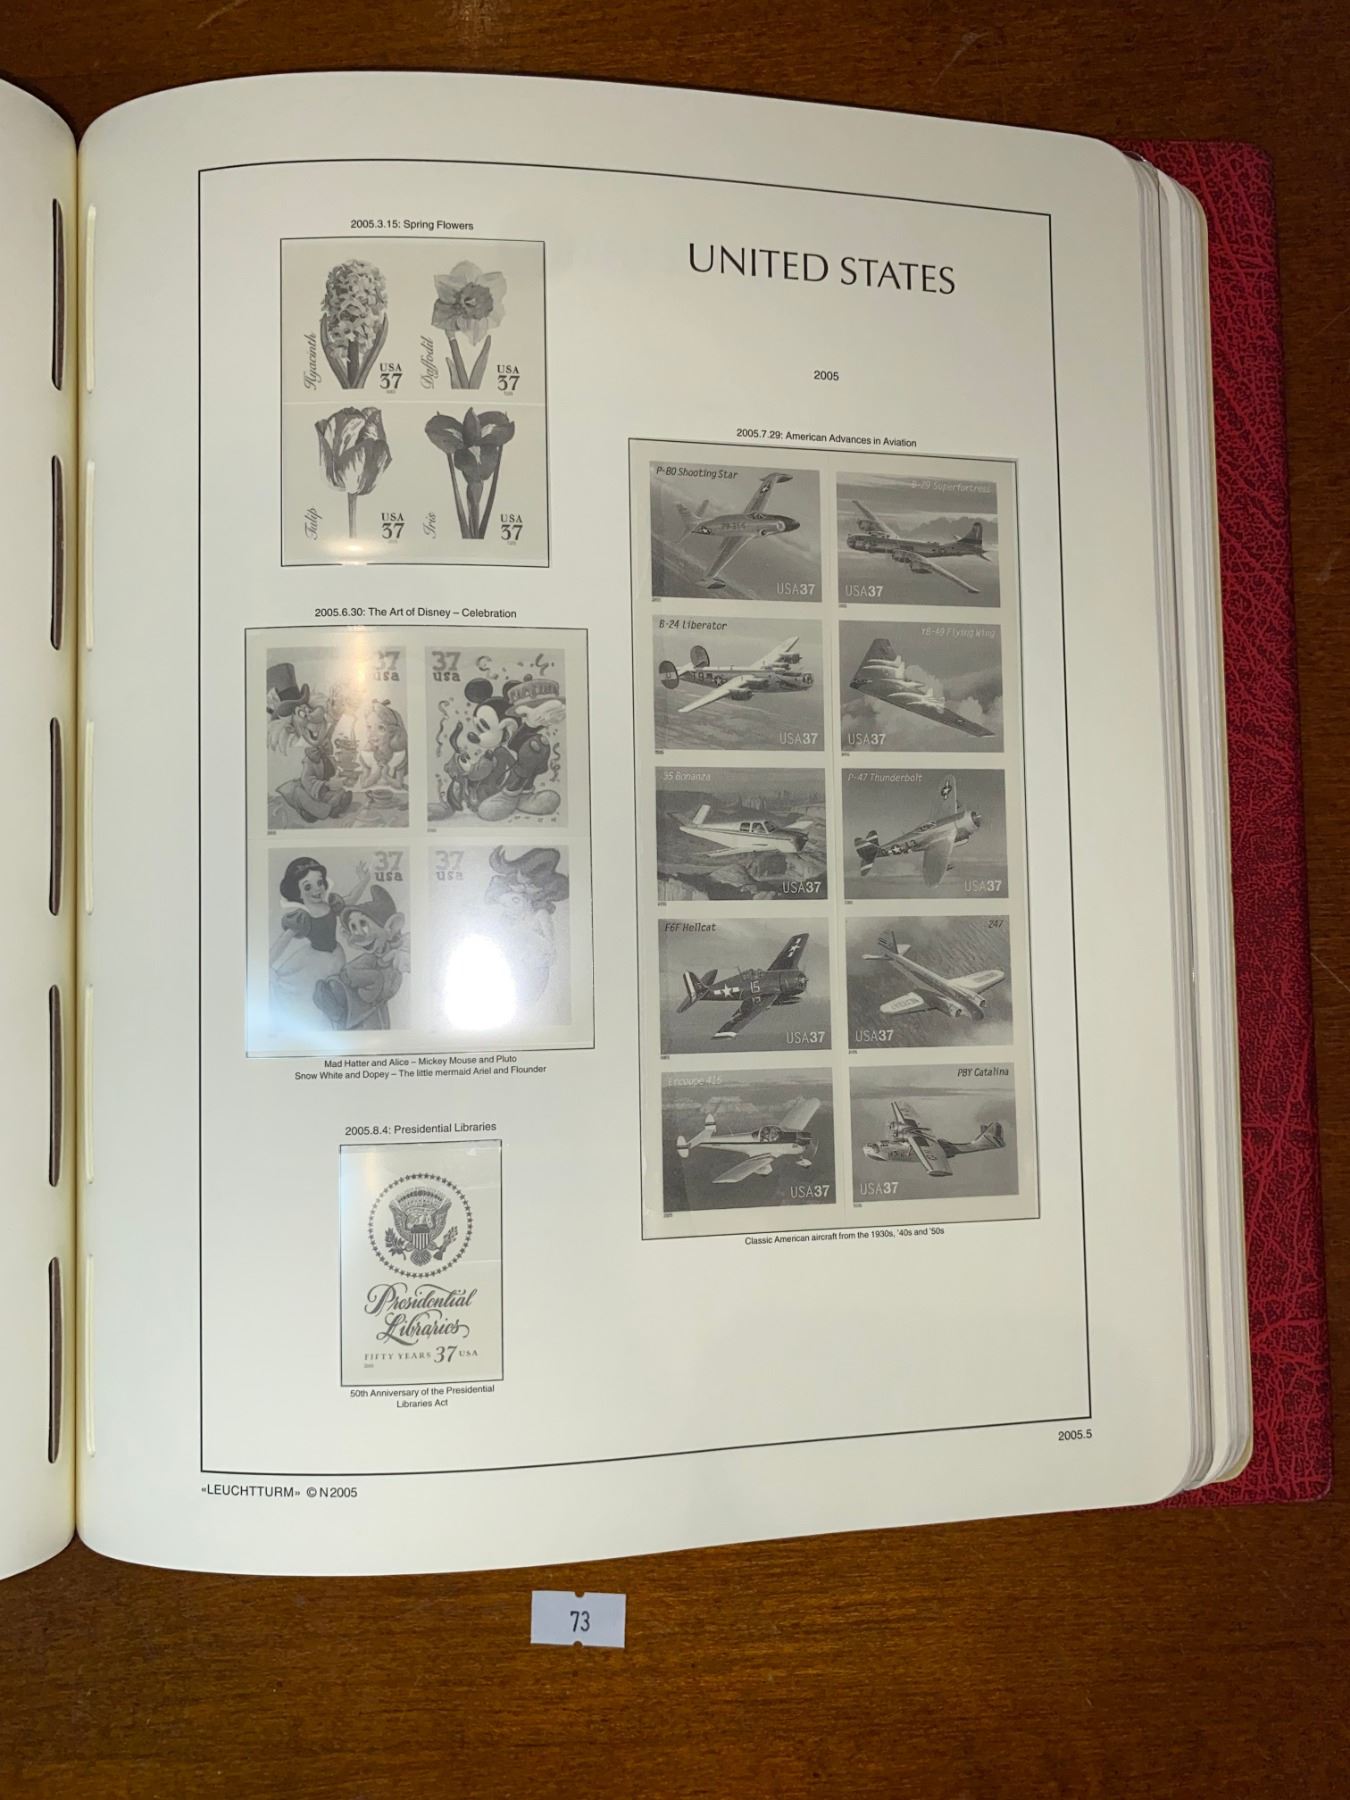 2005.3.15: Spring Flowers
Hyacinth
USA
37
Daffodil
USA
37
Tulip
USA
37
Iris
USA
37
UNITED STATES
2005
2005.6.30: The Art of Disney – Celebration
37
usa
37
usa
37
usa
37
usa
Mad Hatter and Alice – Mickey Mouse and Pluto
Snow White and Dopey – The little mermaid Ariel and Flounder
2005.8.4: Presidential Libraries
Presidential
Libraries
FIFTY YEARS 37 USA
50th Anniversary of the Presidential
Libraries Act
2005.7.29: American Advances in Aviation
P-80 Shooting Star
USA37
B-29 Superfortress
USA37
B-24 Liberator
USA37
YB-49 Flying Wing
USA37
35 Bonanza
USA37
P-47 Thunderbolt
USA37
F6F Hellcat
15
USA37
247
USA37
Ercoupe 415
USA37
PBY Catalina
USA37
Classic American aircraft from the 1930s, '40s and '50s
2005.5
«LEUCHTTURM» © N2005
73